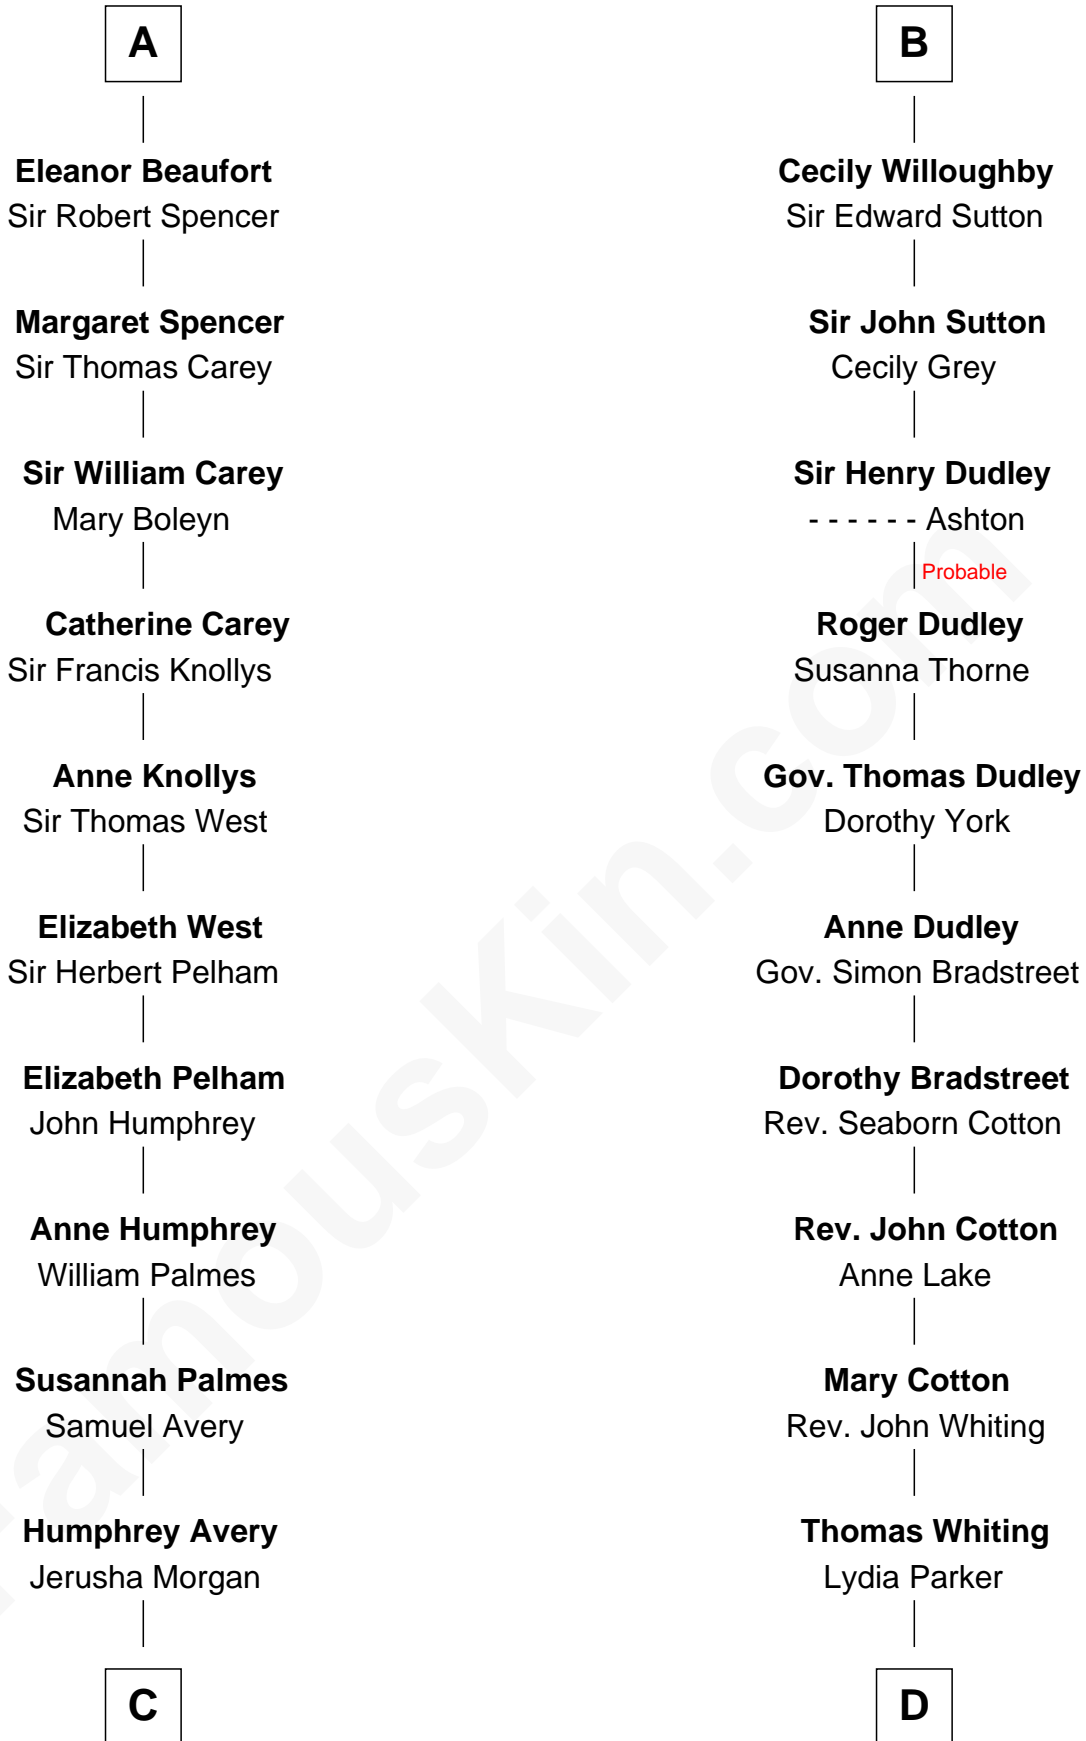 A
Eleanor Beaufort
Sir Robert Spencer
Margaret Spencer
Sir Thomas Carey
Sir William Carey
Mary Boleyn
Catherine Carey
Sir Francis Knollys
Anne Knollys
Sir Thomas West
Elizabeth West
Sir Herbert Pelham
Elizabeth Pelham
John Humphrey
Anne Humphrey
William Palmes
Susannah Palmes
Samuel Avery
Humphrey Avery
Jerusha Morgan
C
B
Cecily Willoughby
Sir Edward Sutton
Sir John Sutton
Cecily Grey
Sir Henry Dudley
- - - - - - Ashton
Probable
Roger Dudley
Susanna Thorne
Gov. Thomas Dudley
Dorothy York
Anne Dudley
Gov. Simon Bradstreet
Dorothy Bradstreet
Rev. Seaborn Cotton
Rev. John Cotton
Anne Lake
Mary Cotton
Rev. John Whiting
Thomas Whiting
Lydia Parker
D
FamousKin.com